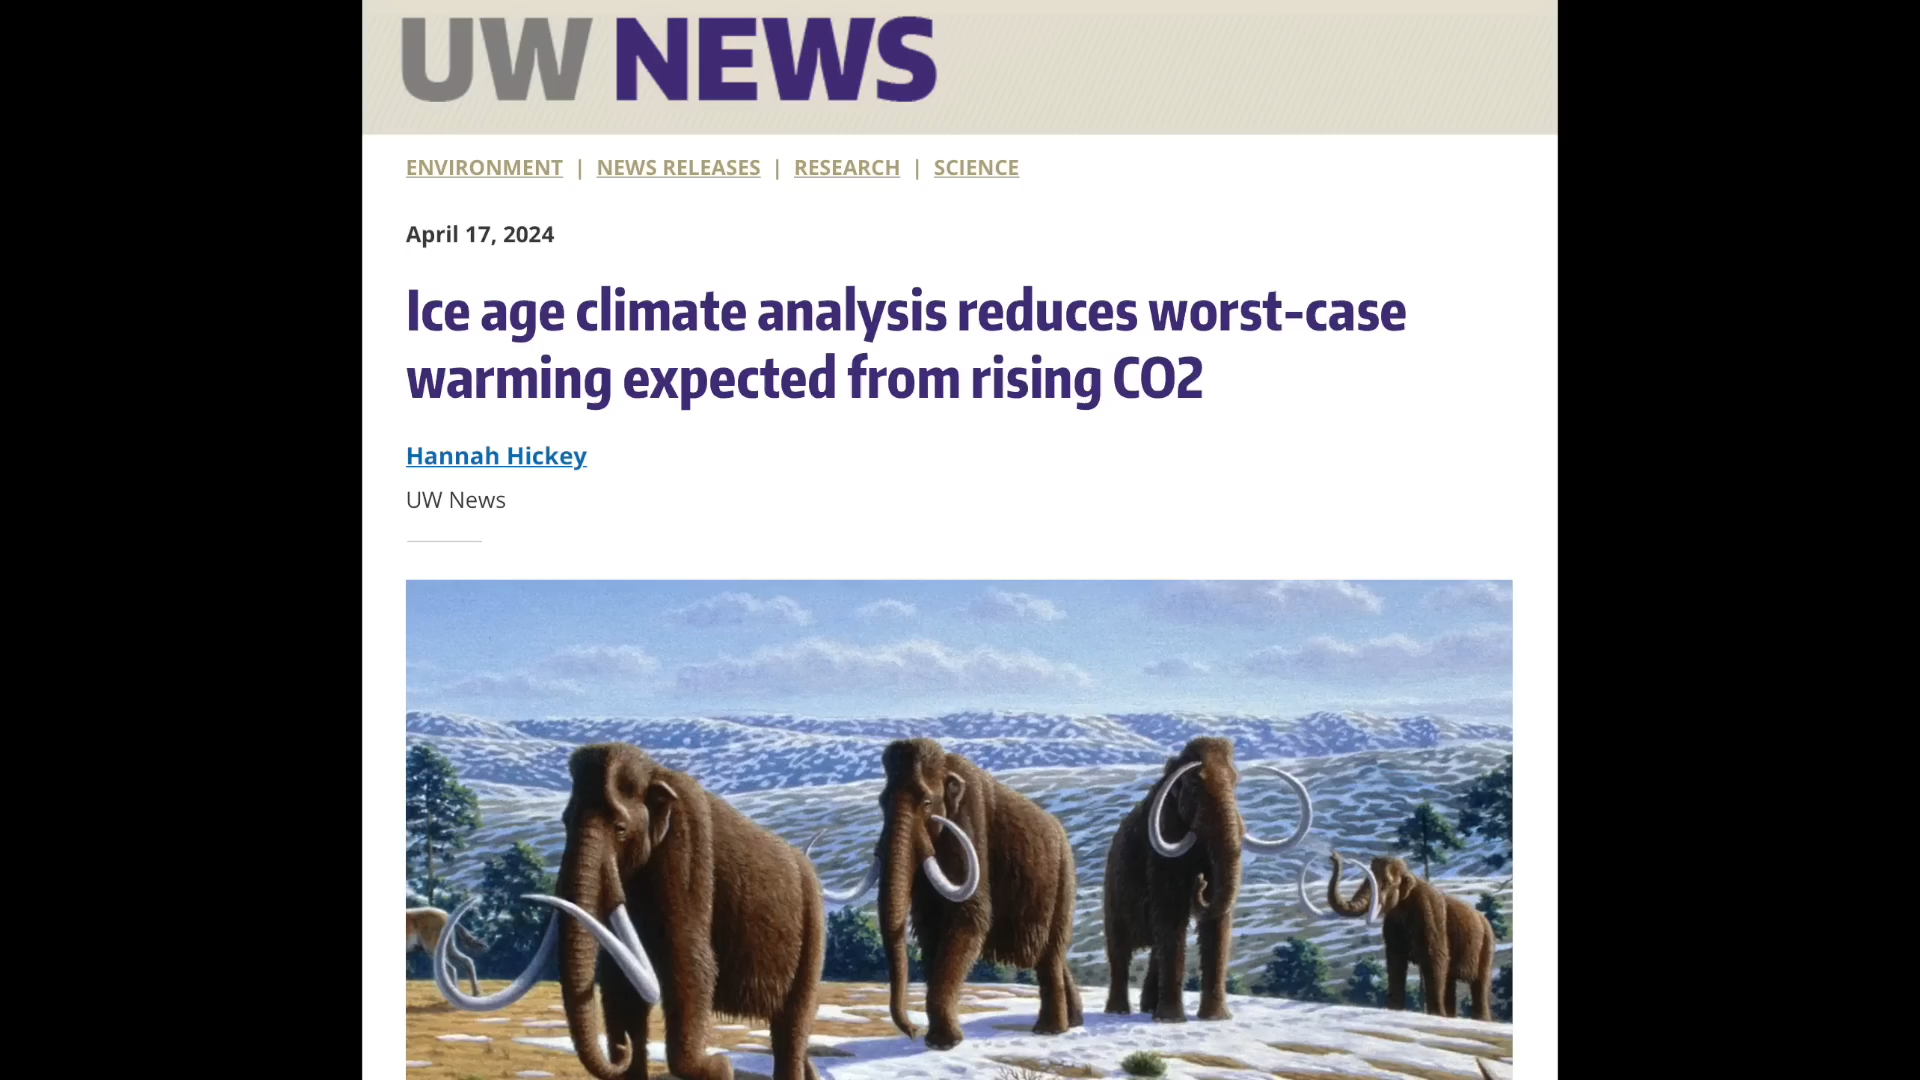 UW NEWS
ENVIRONMENT | NEWS RELEASES | RESEARCH | SCIENCE
April 17, 2024
Ice age climate analysis reduces worst-case
warming expected from rising CO2
Hannah Hickey
UW News